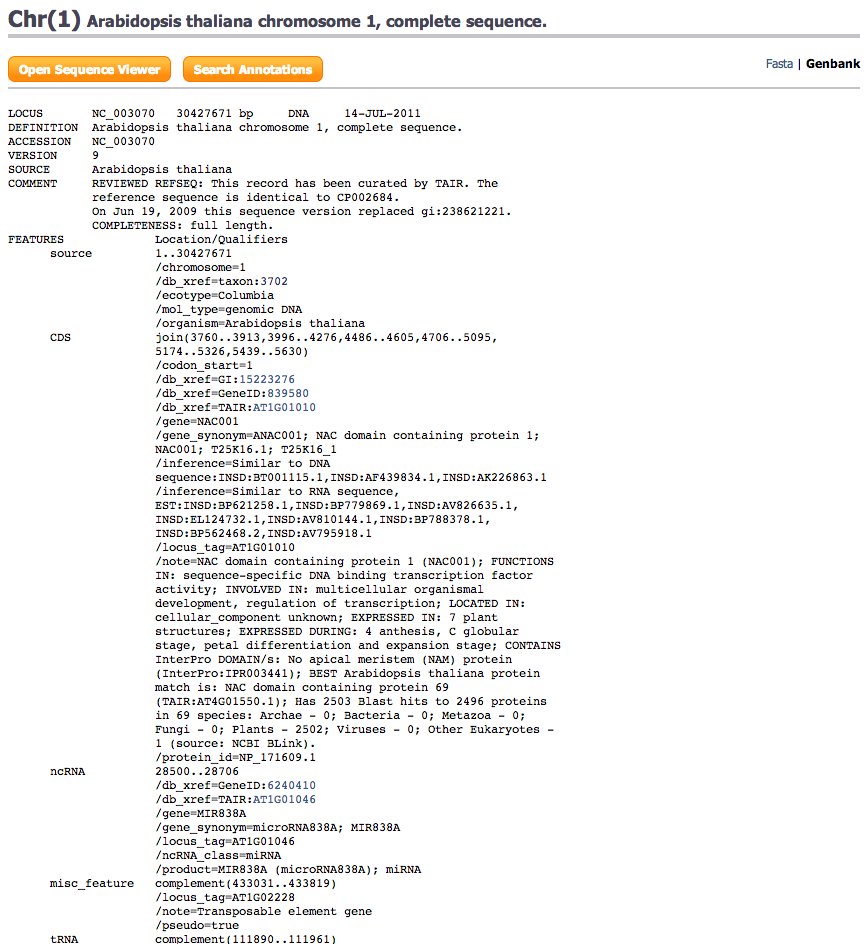 Chr(1) Arabidopsis thaliana chromosome 1, complete sequence.
Open Sequence Viewer Search Annotations Fasta | Genbank
LOCUS NC_003070 30427671 bp DNA 14-JUL-2011
DEFINITION Arabidopsis thaliana chromosome 1, complete sequence.
ACCESSION NC_003070
VERSION 9
SOURCE Arabidopsis thaliana
COMMENT REVIEWED REFSEQ: This record has been curated by TAIR. The
reference sequence is identical to CP002684.
On Jun 19, 2009 this sequence version replaced gi:238621221.
COMPLETENESS: full length.
FEATURES Location/Qualifiers
source 1..30427671
/chromosome=1
/db_xref=taxon:3702
/ecotype=Columbia
/mol_type=genomic DNA
/organism=Arabidopsis thaliana
CDS join(3760..3913,3996..4276,4486..4605,4706..5095,
5174..5326,5439..5630)
/codon_start=1
/db_xref=GI:15223276
/db_xref=GeneID:839580
/db_xref=TAIR:AT1G01010
/gene=NAC001
/gene_synonym=ANAC001; NAC domain containing protein 1;
NAC001; T25K16.1; T25K16_1
/inference=Similar to DNA
sequence:INSD:BT001115.1,INSD:AF439834.1,INSD:AK226863.1
/inference=Similar to RNA sequence,
EST:INSD:BP621258.1,INSD:BP779869.1,INSD:AV826635.1,
INSD:EL124732.1,INSD:AV810144.1,INSD:BP788378.1,
INSD:BP562468.2,INSD:AV795918.1
/locus_tag=AT1G01010
/note=NAC domain containing protein 1 (NAC001); FUNCTIONS
IN: sequence-specific DNA binding transcription factor
activity; INVOLVED IN: multicellular organismal
development, regulation of transcription; LOCATED IN:
cellular_component unknown; EXPRESSED IN: 7 plant
structures; EXPRESSED DURING: 4 anthesis, C globular
stage, petal differentiation and expansion stage; CONTAINS
InterPro DOMAIN/s: No apical meristem (NAM) protein
(InterPro:IPR003441); BEST Arabidopsis thaliana protein
match is: NAC domain containing protein 69
(TAIR:AT4G01550.1); Has 2503 Blast hits to 2496 proteins
in 69 species: Archae - 0; Bacteria - 0; Metazoa - 0;
Fungi - 0; Plants - 2502; Viruses - 0; Other Eukaryotes -
1 (source: NCBI BLink).
/protein_id=NP_171609.1
ncRNA 28500..28706
/db_xref=GeneID:6240410
/db_xref=TAIR:AT1G01046
/gene=MIR838A
/gene_synonym=microRNA838A; MIR838A
/locus_tag=AT1G01046
/ncRNA_class=miRNA
/product=MIR838A (microRNA838A); miRNA
misc_feature complement(433031..433819)
/locus_tag=AT1G02228
/note=Transposable element gene
/pseudo=true
tRNA complement(111890..111961)